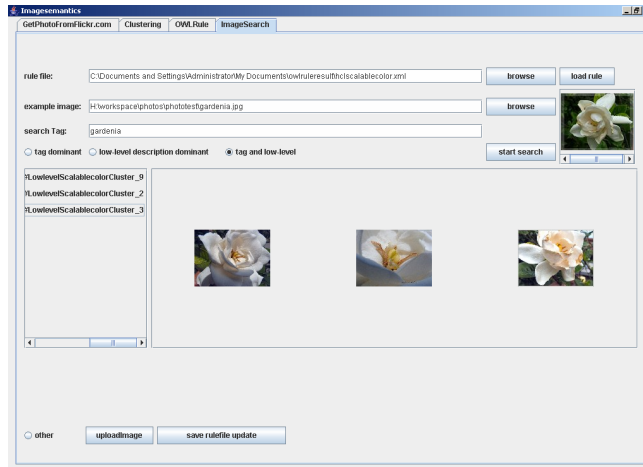 Imagesemantics
GetPhotoFromFlickr.com Clustering OWLRule ImageSearch
rule file: C:\Documents and Settings\Administrator\My Documents\owlruleresult\hclscalablecolor.xml browse load rule
example image: H:\workspace\photos\phototest\gardenia.jpg browse
search Tag: gardenia
tag dominant low-level description dominant tag and low-level start search
#LowlevelScalablecolorCluster_9
#LowlevelScalablecolorCluster_2
#LowlevelScalablecolorCluster_3
other uploadImage save rulefile update